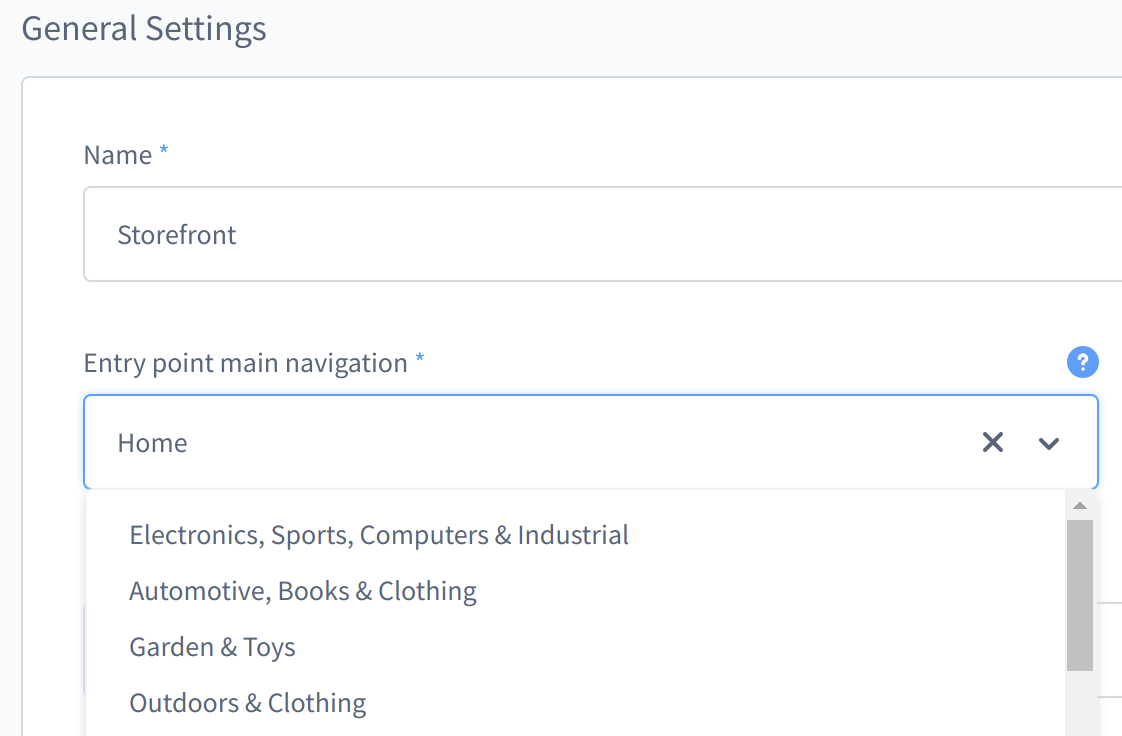 General Settings
Name *
Storefront
Entry point main navigation *
?
Home
Electronics, Sports, Computers & Industrial
Automotive, Books & Clothing
Garden & Toys
Outdoors & Clothing